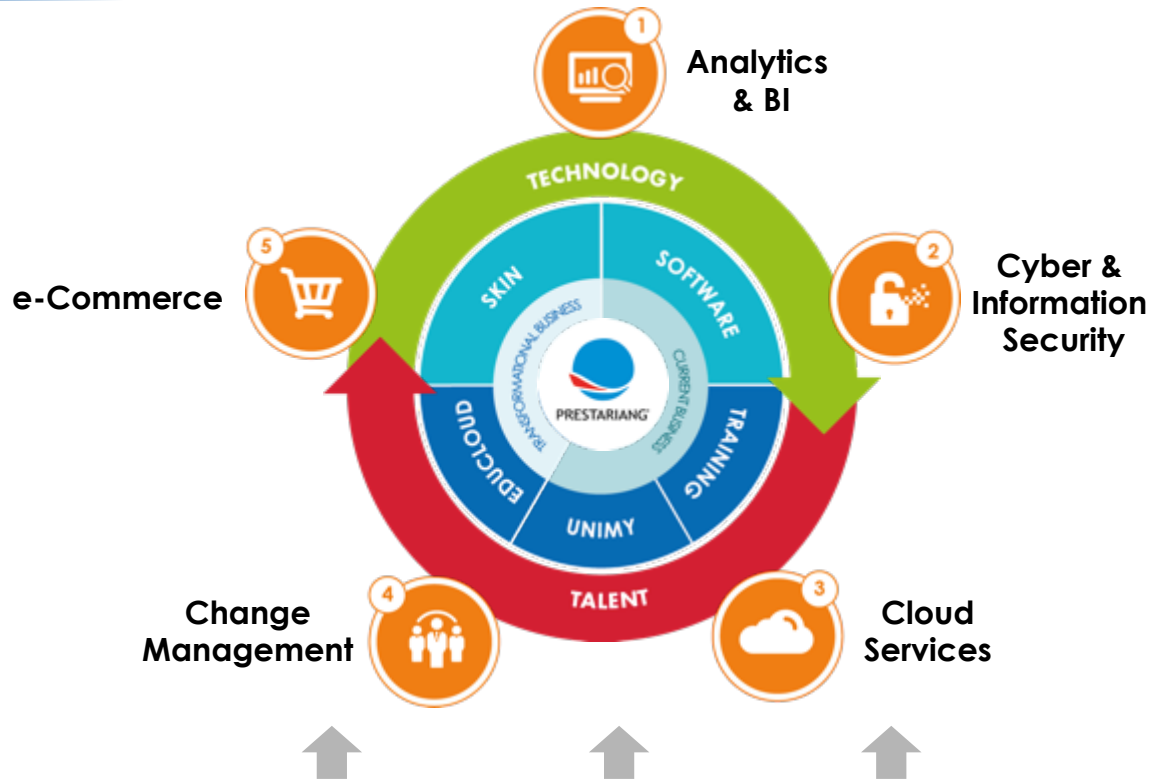 1
Analytics
& BI
TECHNOLOGY
5
e-Commerce
2
Cyber &
Information
Security
SKIN
SOFTWARE
TRANSFORMATIONAL BUSINESS
CURRENT BUSINESS
PRESTARIANG
EDUCLOUD
TRAINING
UNIMY
TALENT
4
Change
Management
3
Cloud
Services